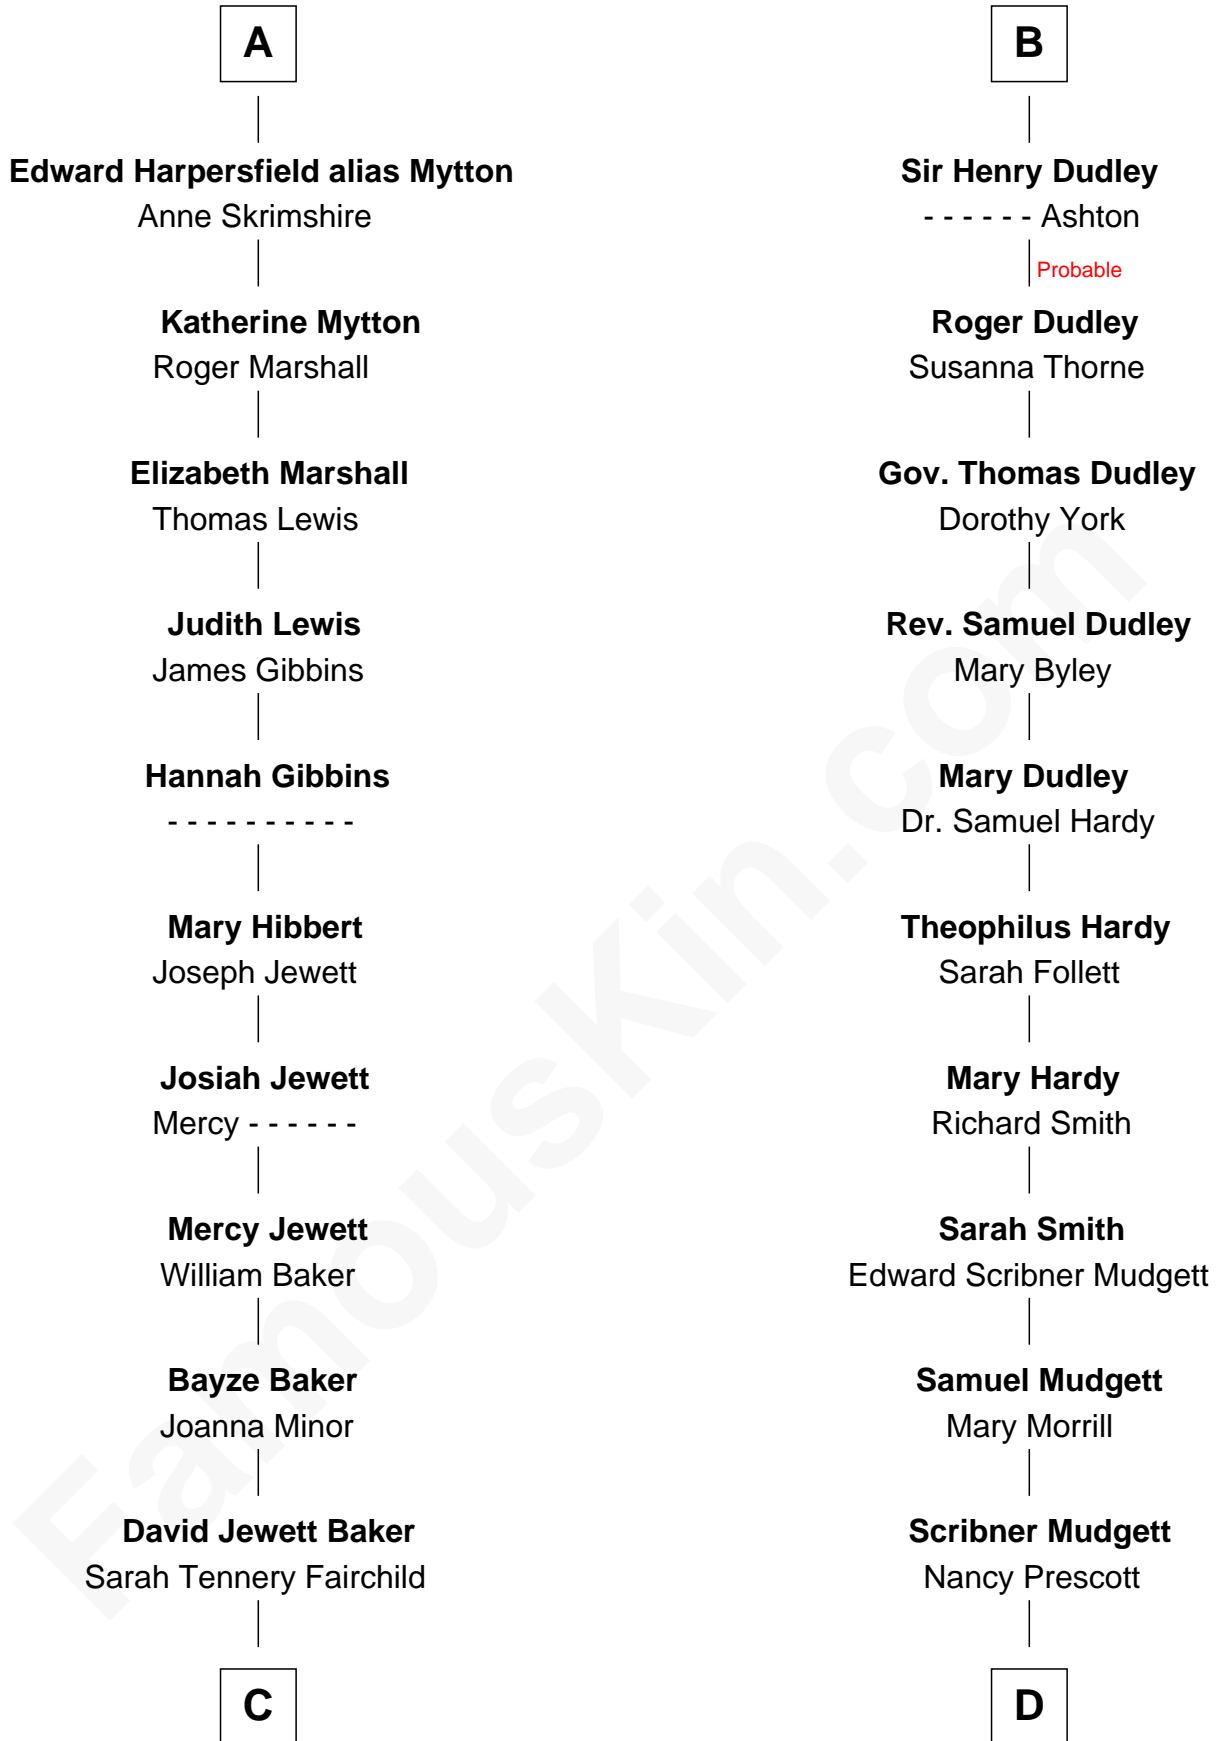 A
Edward Harpersfield alias Mytton
Anne Skrimshire
Katherine Mytton
Roger Marshall
Elizabeth Marshall
Thomas Lewis
Judith Lewis
James Gibbins
Hannah Gibbins
- - - - - - - - - -
Mary Hibbert
Joseph Jewett
Josiah Jewett
Mercy - - - - - -
Mercy Jewett
William Baker
Bayze Baker
Joanna Minor
David Jewett Baker
Sarah Tennery Fairchild
C
B
Sir Henry Dudley
- - - - - - Ashton
Probable
Roger Dudley
Susanna Thorne
Gov. Thomas Dudley
Dorothy York
Rev. Samuel Dudley
Mary Byley
Mary Dudley
Dr. Samuel Hardy
Theophilus Hardy
Sarah Follett
Mary Hardy
Richard Smith
Sarah Smith
Edward Scribner Mudgett
Samuel Mudgett
Mary Morrill
Scribner Mudgett
Nancy Prescott
D
FamousKin.com